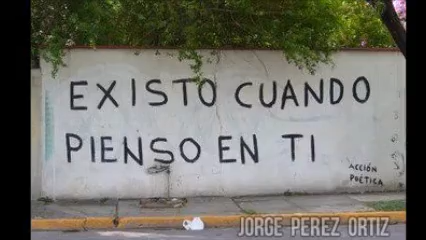 EXISTO CUANDO
PIENSO EN TI
ACCIÓN
POÉTICA
JORGE PEREZ ORTIZ